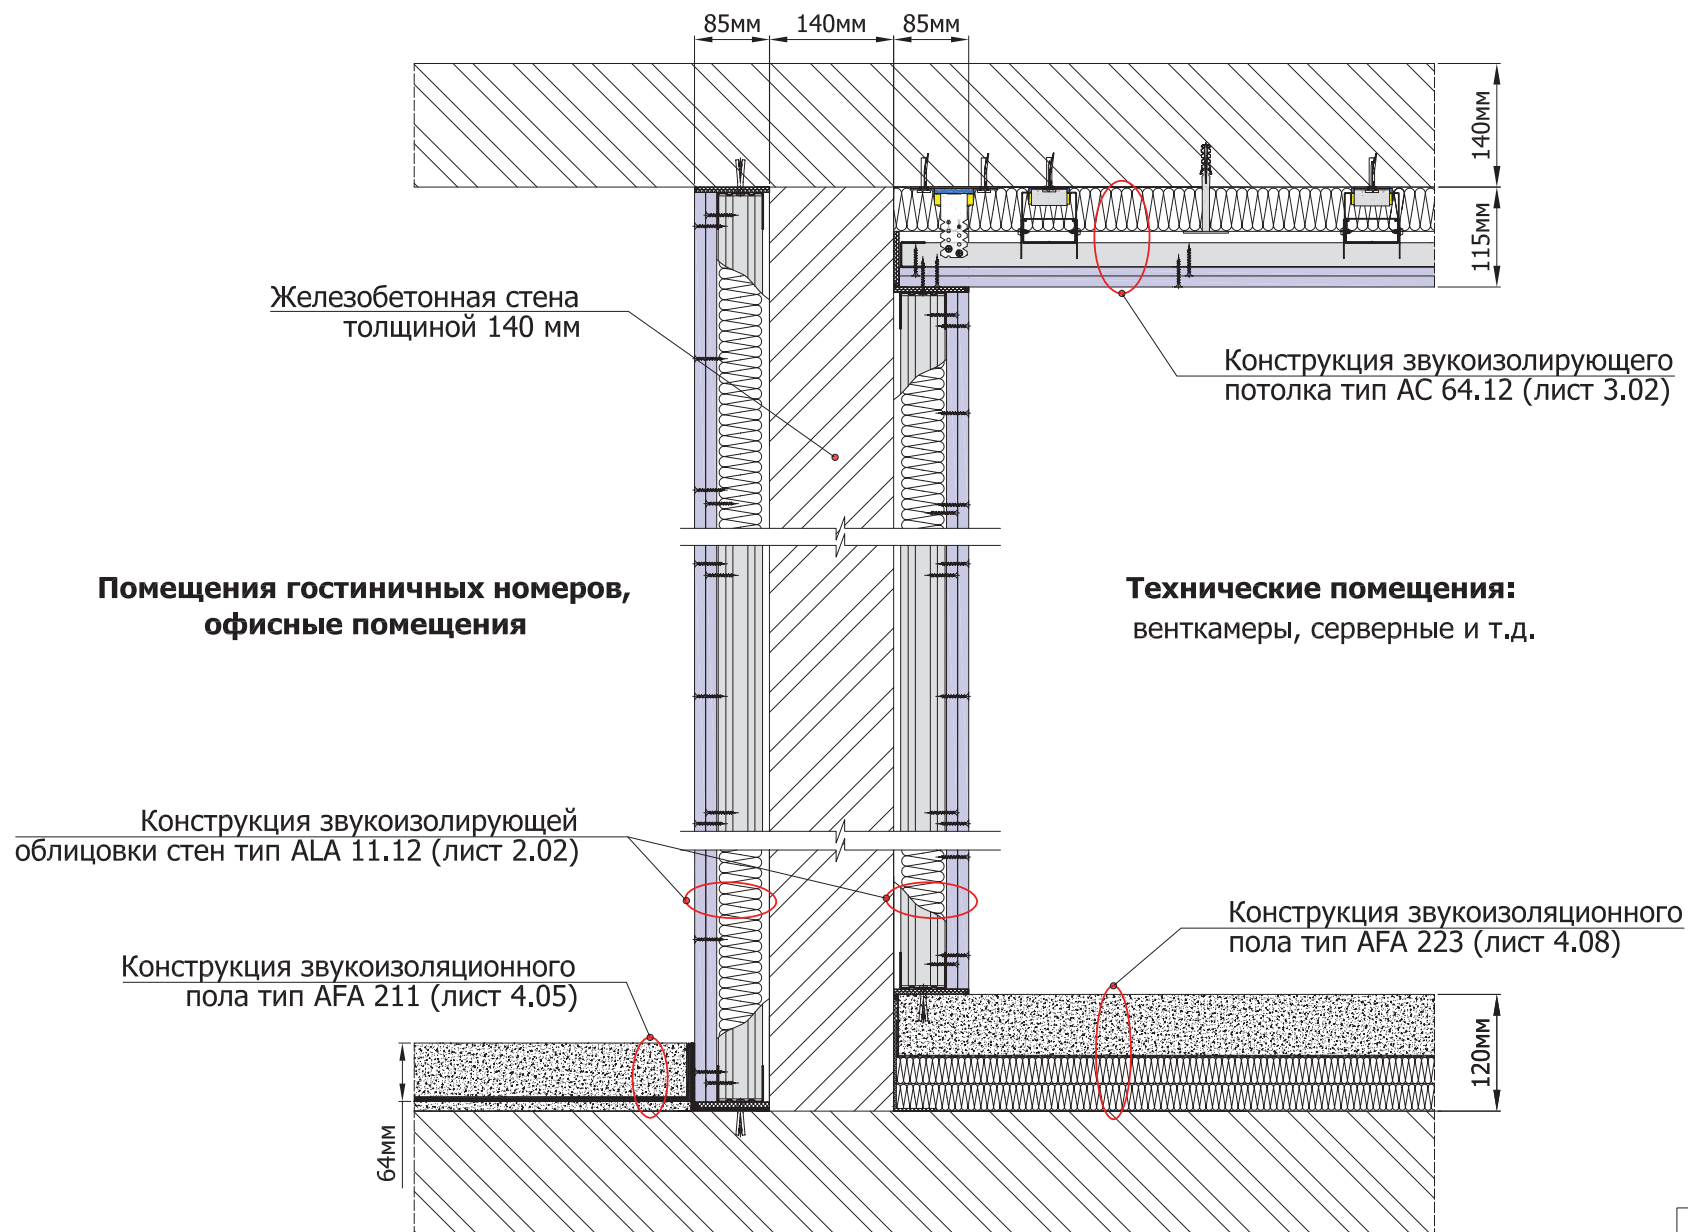 85мм
140мм
85мм
140мм
115мм
Железобетонная стена
толщиной 140 мм
Конструкция звукоизолирующего
потолка тип АС 64.12 (лист 3.02)
Помещения гостиничных номеров,
офисные помещения
Технические помещения:
венткамеры, серверные и т.д.
Конструкция звукоизолирующей
облицовки стен тип ALA 11.12 (лист 2.02)
Конструкция звукоизоляционного
пола тип AFA 223 (лист 4.08)
Конструкция звукоизоляционного
пола тип AFA 211 (лист 4.05)
120мм
64мм